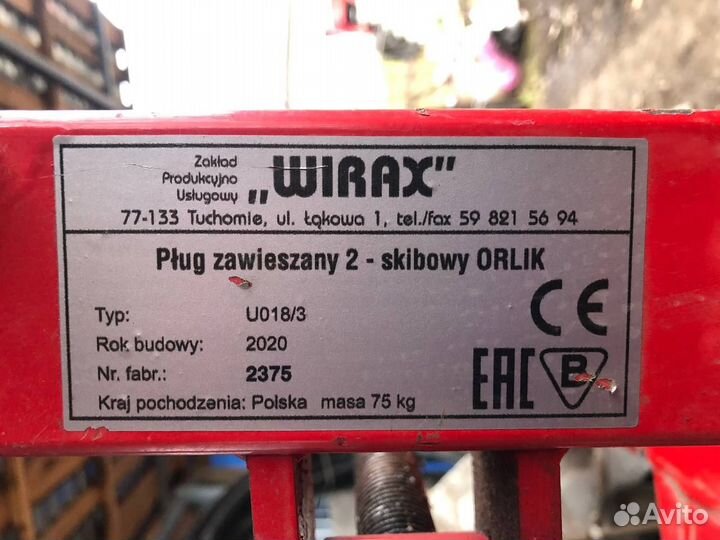 Zakład
Produkcyjno
Usługowy „WIRAX”
77-133 Tuchomie, ul. Łąkowa 1, tel./fax 59 821 56 94
Pług zawieszany 2 - skibowy ORLIK
Typ: U018/3
Rok budowy: 2020
Nr. fabr.: 2375
Kraj pochodzenia: Polska masa 75 kg
CE
EAC B
Avito